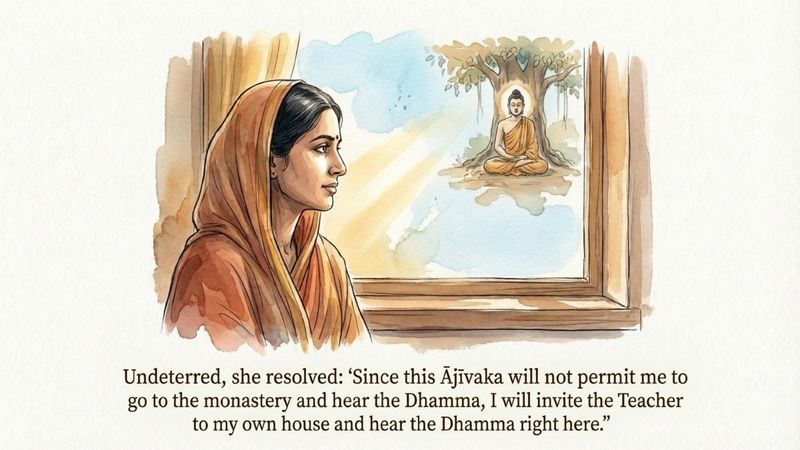 Undeterred, she resolved: ‘Since this Ājīvaka will not permit me to
go to the monastery and hear the Dhamma, I will invite the Teacher
to my own house and hear the Dhamma right here.”